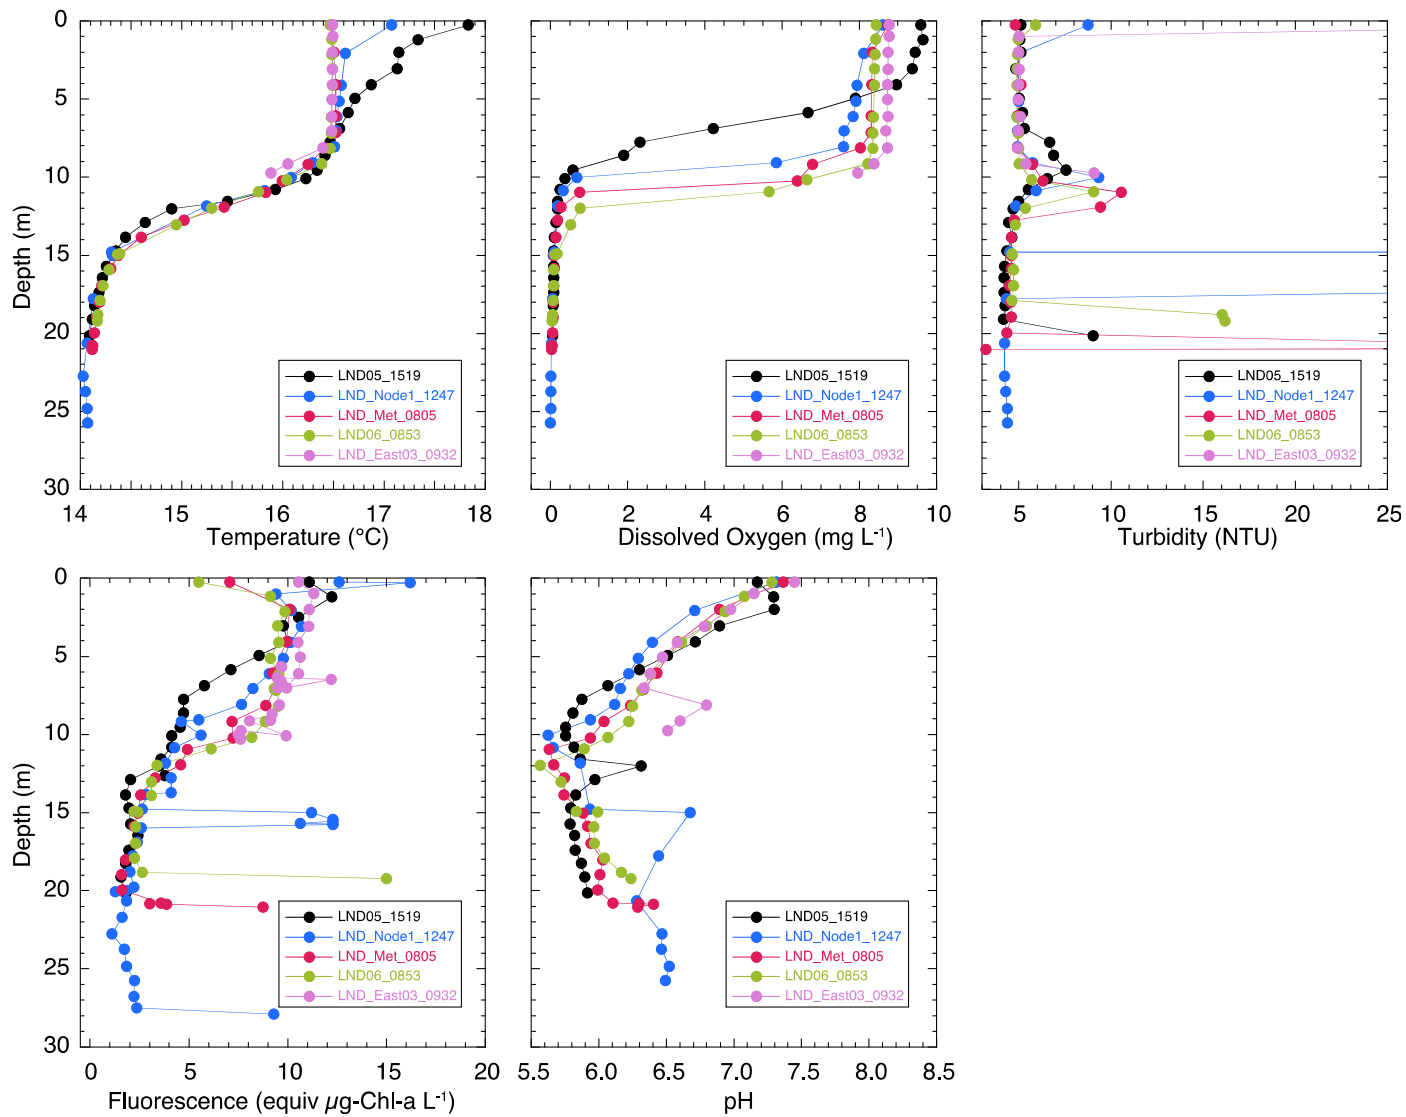 0
5
10
15
20
25
30
Depth (m)
14
15
16
17
18
Temperature (°C)
LND05_1519
LND_Node1_1247
LND_Met_0805
LND06_0853
LND_East03_0932
0
2
4
6
8
10
Dissolved Oxygen (mg L-1)
LND05_1519
LND_Node1_1247
LND_Met_0805
LND06_0853
LND_East03_0932
5
10
15
20
25
Turbidity (NTU)
LND05_1519
LND_Node1_1247
LND_Met_0805
LND06_0853
LND_East03_0932
0
5
10
15
20
25
30
Depth (m)
0
5
10
15
20
Fluorescence (equiv µg-Chl-a L-1)
LND05_1519
LND_Node1_1247
LND_Met_0805
LND06_0853
LND_East03_0932
5.5
6.0
6.5
7.0
7.5
8.0
8.5
pH
LND05_1519
LND_Node1_1247
LND_Met_0805
LND06_0853
LND_East03_0932